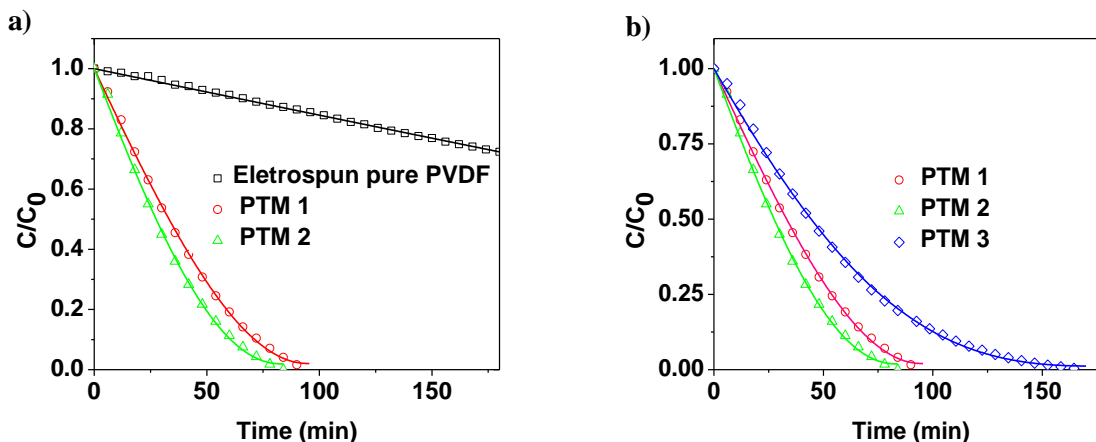 a)
C/C0
1.0
0.8
0.6
0.4
0.2
0.0
0
50
100
150
Time (min)
Eletrospun pure PVDF
PTM 1
PTM 2
b)
C/C0
1.00
0.75
0.50
0.25
0.00
0
50
100
150
Time (min)
PTM 1
PTM 2
PTM 3